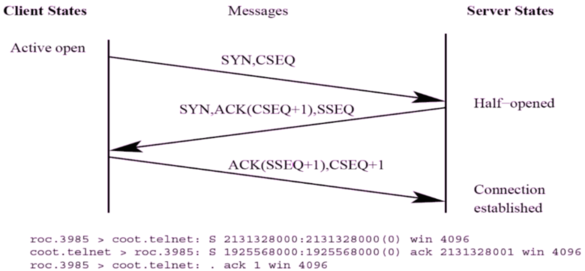 Client States Messages Server States
Active open
SYN,CSEQ
Half-opened
SYN,ACK(CSEQ+1),SSEQ
ACK(SSEQ+1),CSEQ+1
Connection
established
roc.3985 > coot.telnet: S 2131328000:2131328000(0) win 4096
coot.telnet > roc.3985: S 1925568000:1925568000(0) ack 2131328001 win 4096
roc.3985 > coot.telnet: . ack 1 win 4096